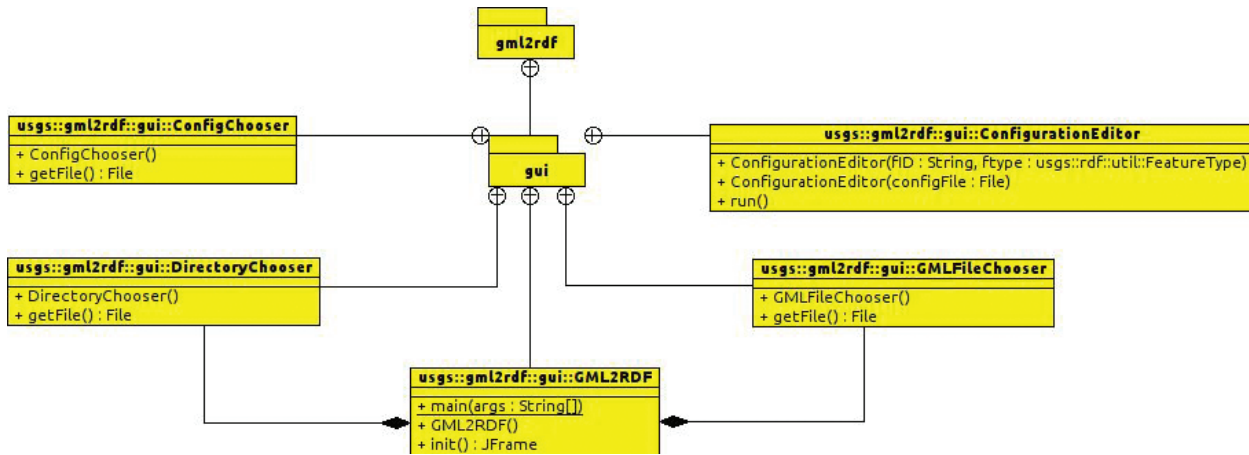 gml2rdf
usgs::gml2rdf::gui::ConfigChooser
+ ConfigChooser()
+ getFile() : File
gui
usgs::gml2rdf::gui::ConfigurationEditor
+ ConfigurationEditor(fID : String, ftype : usgs::rdf::util::FeatureType)
+ ConfigurationEditor(configFile : File)
+ run()
usgs::gml2rdf::gui::DirectoryChooser
+ DirectoryChooser()
+ getFile() : File
usgs::gml2rdf::gui::GMLFileChooser
+ GMLFileChooser()
+ getFile() : File
usgs::gml2rdf::gui::GML2RDF
+ main(args : String[])
+ GML2RDF()
+ init() : JFrame